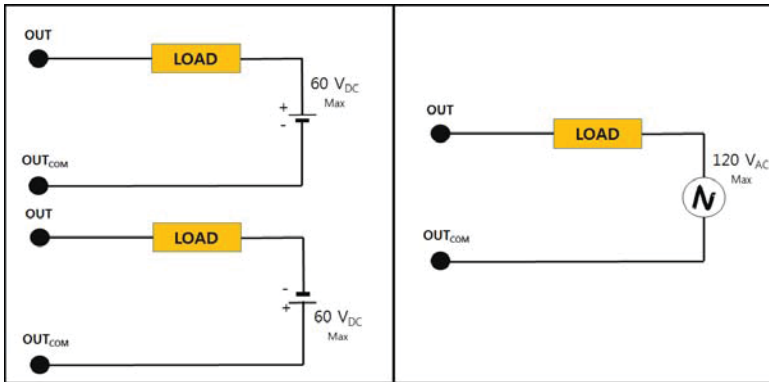 OUT
LOAD
60 VDC
Max
+
-
OUTCOM
OUT
LOAD
-
+
60 VDC
Max
OUTCOM
OUT
LOAD
120 VAC
Max
OUTCOM